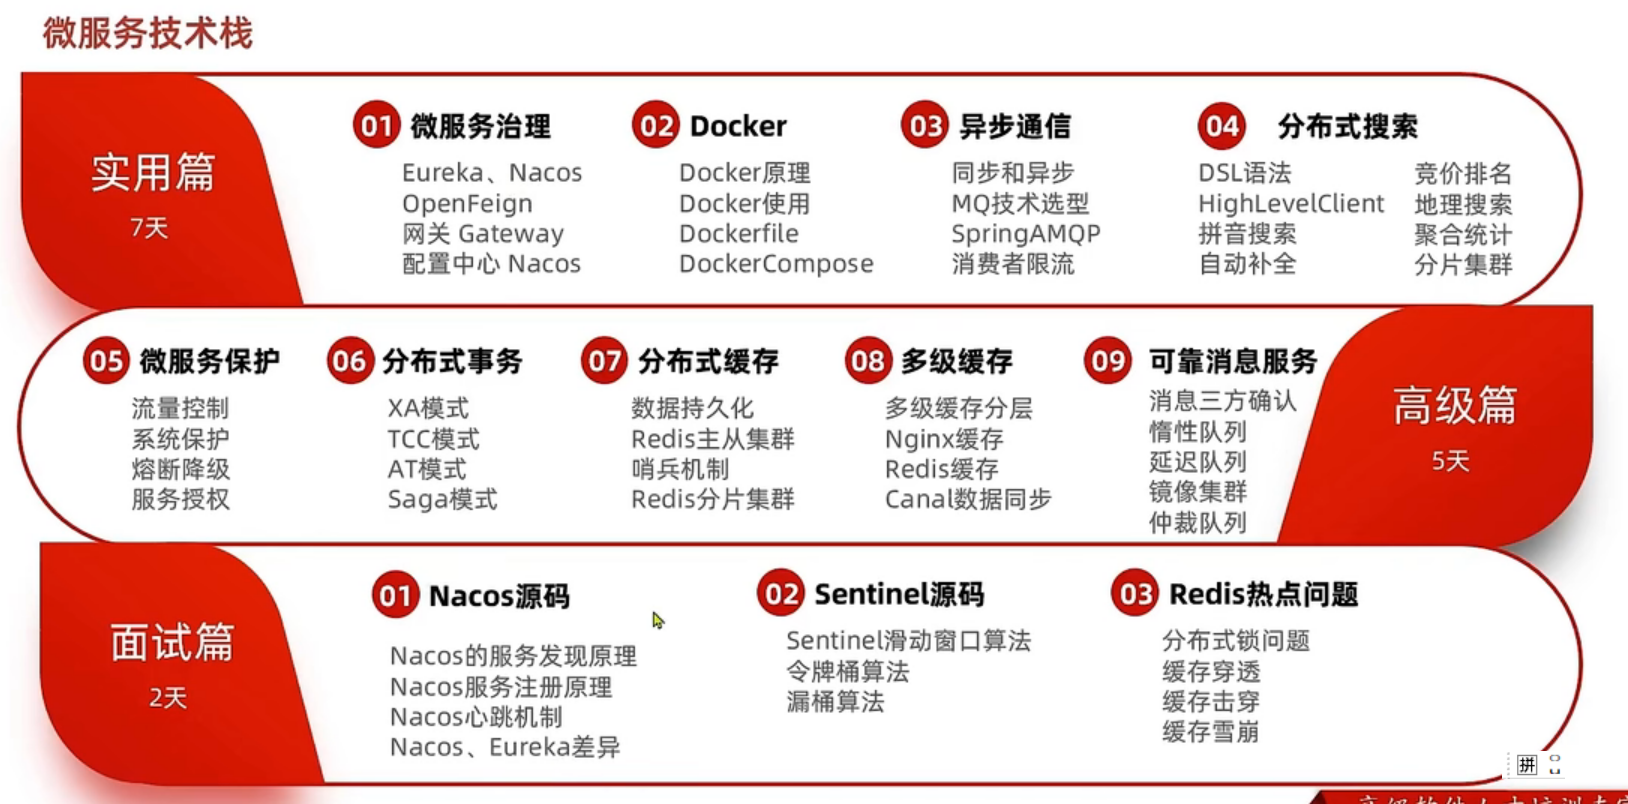 微服务技术栈
实用篇
7天
01 微服务治理
Eureka、Nacos
OpenFeign
网关 Gateway
配置中心 Nacos
02 Docker
Docker原理
Docker使用
Dockerfile
DockerCompose
03 异步通信
同步和异步
MQ技术选型
SpringAMQP
消费者限流
04 分布式搜索
DSL语法
HighLevelClient
拼音搜索
自动补全
竞价排名
地理搜索
聚合统计
分片集群
05 微服务保护
流量控制
系统保护
熔断降级
服务授权
06 分布式事务
XA模式
TCC模式
AT模式
Saga模式
07 分布式缓存
数据持久化
Redis主从集群
哨兵机制
Redis分片集群
08 多级缓存
多级缓存分层
Nginx缓存
Redis缓存
Canal数据同步
09 可靠消息服务
消息三方确认
惰性队列
延迟队列
镜像集群
仲裁队列
高级篇
5天
面试篇
2天
01 Nacos源码
Nacos的服务发现原理
Nacos服务注册原理
Nacos心跳机制
Nacos、Eureka差异
02 Sentinel源码
Sentinel滑动窗口算法
令牌桶算法
漏桶算法
03 Redis热点问题
分布式锁问题
缓存穿透
缓存击穿
缓存雪崩
拼